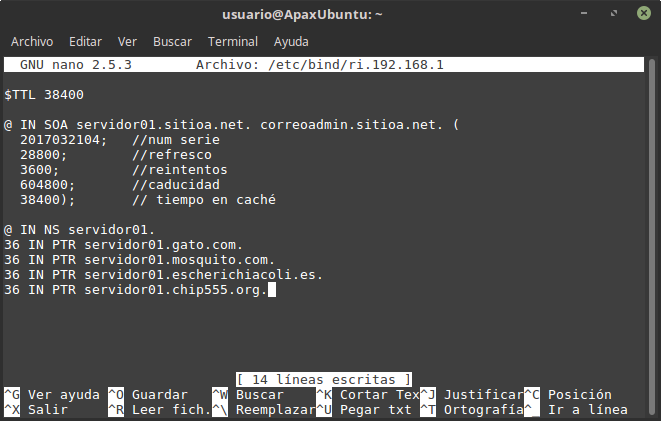 usuario@ApaxUbuntu: ~
Archivo Editar Ver Buscar Terminal Ayuda
GNU nano 2.5.3 Archivo: /etc/bind/ri.192.168.1
$TTL 38400
@ IN SOA servidor01.sitioa.net. correoadmin.sitioa.net. (
2017032104; //num serie
28800; //refresco
3600; //reintentos
604800; //caducidad
38400); // tiempo en caché
@ IN NS servidor01.
36 IN PTR servidor01.gato.com.
36 IN PTR servidor01.mosquito.com.
36 IN PTR servidor01.escherichiacoli.es.
36 IN PTR servidor01.chip555.org.
[ 14 líneas escritas ]
^G Ver ayuda ^O Guardar ^W Buscar ^K Cortar Tex^J Justificar^C Posición
^X Salir ^R Leer fich.^\ Reemplazar^U Pegar txt ^T Ortografía^_ Ir a línea